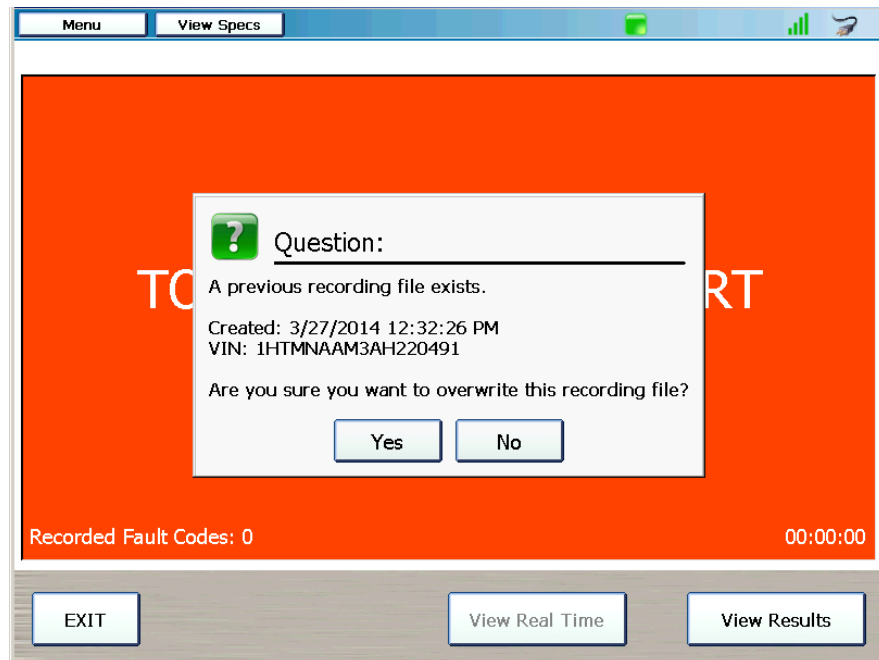 Menu View Specs
Question:
TO RT
A previous recording file exists.
Created: 3/27/2014 12:32:26 PM
VIN: 1HTMNAAM3AH220491
Are you sure you want to overwrite this recording file?
Yes No
Recorded Fault Codes: 0 00:00:00
EXIT View Real Time View Results